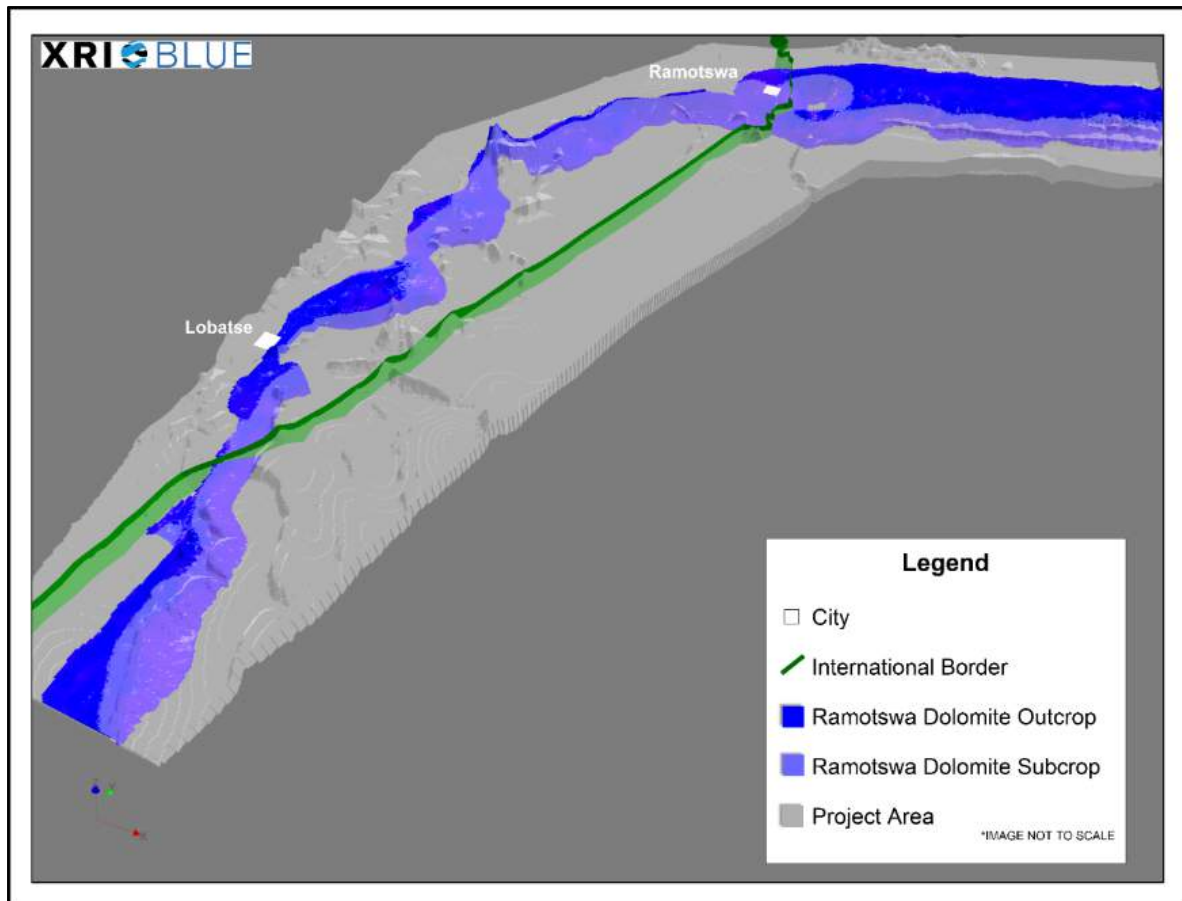 XRI BLUE
Ramotswa
Lobatse
Legend
City
International Border
Ramotswa Dolomite Outcrop
Ramotswa Dolomite Subcrop
Project Area
*IMAGE NOT TO SCALE